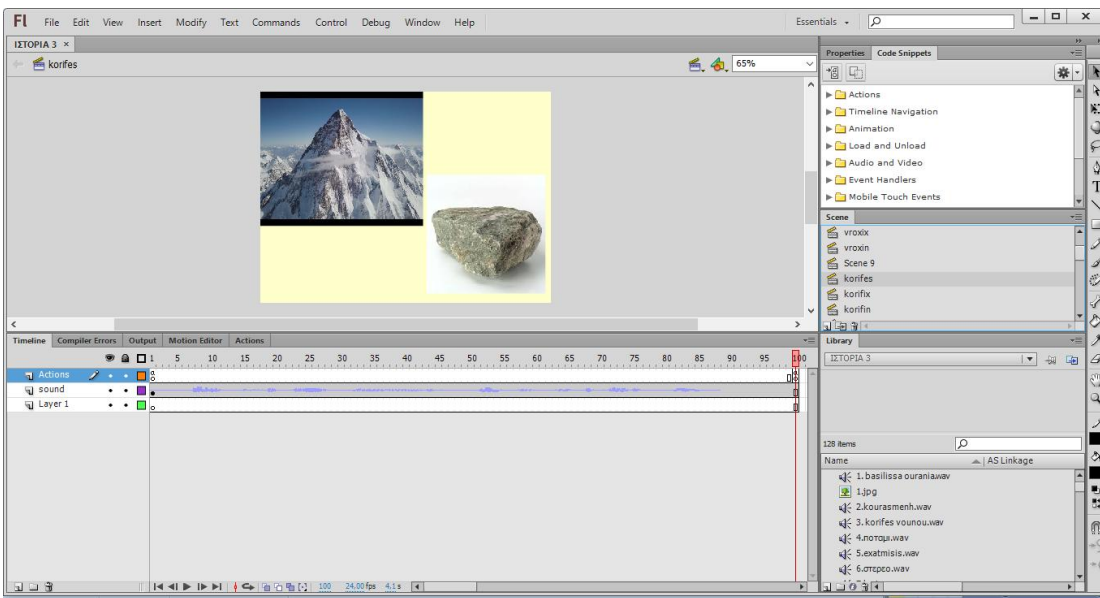 Fl File Edit View Insert Modify Text Commands Control Debug Window Help Essentials
ΙΣΤΟΡΙΑ 3 ×
korifes 65%
Properties Code Snippets
Actions
Timeline Navigation
Animation
Load and Unload
Audio and Video
Event Handlers
Mobile Touch Events
Scene
vroxix
vroxin
Scene 9
korifes
korifix
korifin
Timeline Compiler Errors Output Motion Editor Actions
1 5 10 15 20 25 30 35 40 45 50 55 60 65 70 75 80 85 90 95 100
Actions
sound
Layer 1
100 24,00 fps 4,1 s
Library
ΙΣΤΟΡΙΑ 3
128 items
Name AS Linkage
1. basilissa ourania.wav
1.jpg
2.kourasmenh.wav
3. korifes vounou.wav
4.ποταμι.wav
5.exatmisis.wav
6.στερεο.wav